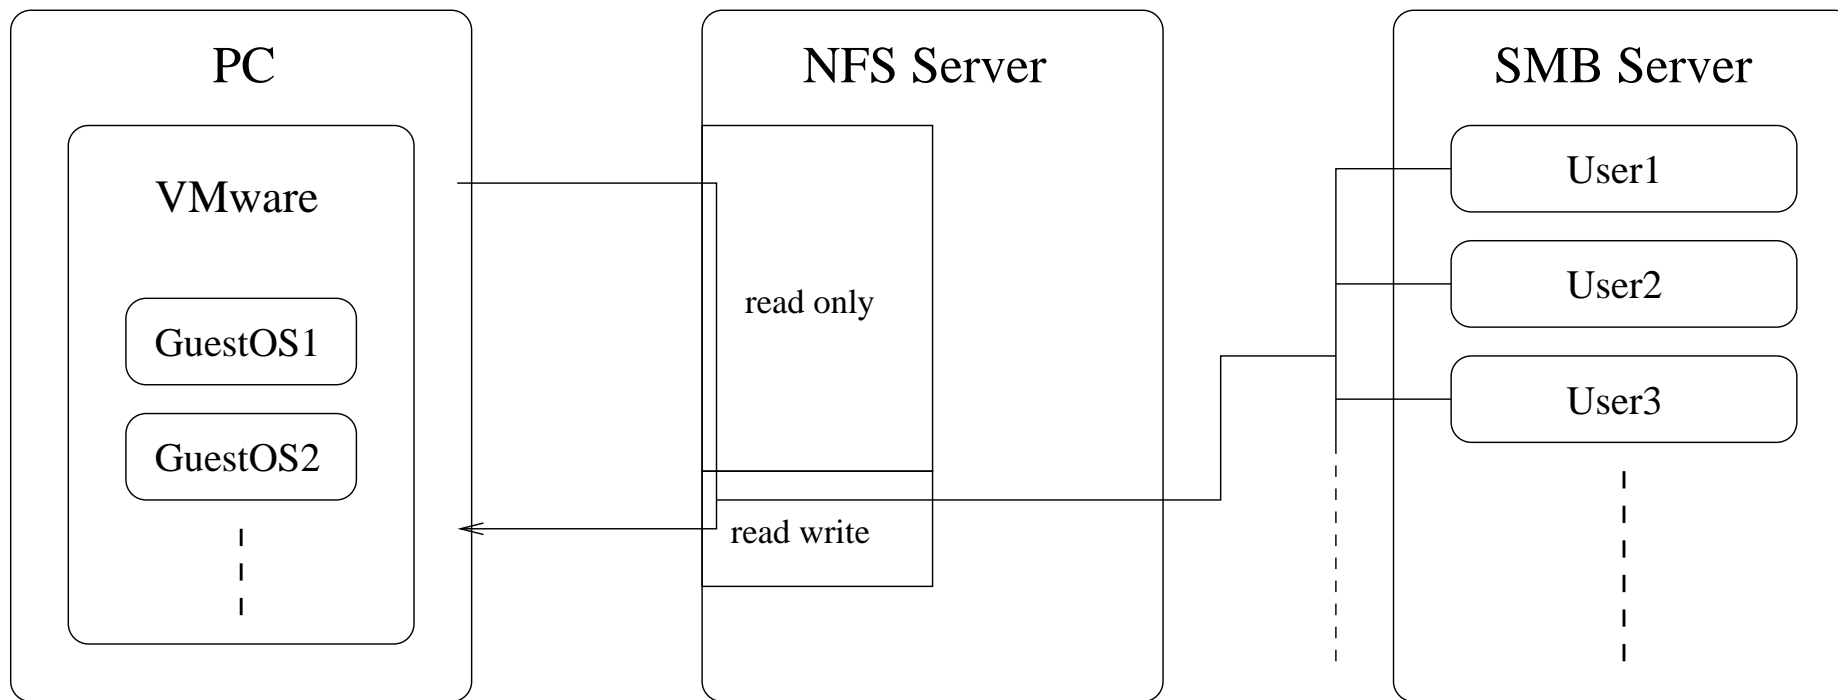 PC
VMware
GuestOS1
GuestOS2
NFS Server
read only
read write
SMB Server
User1
User2
User3